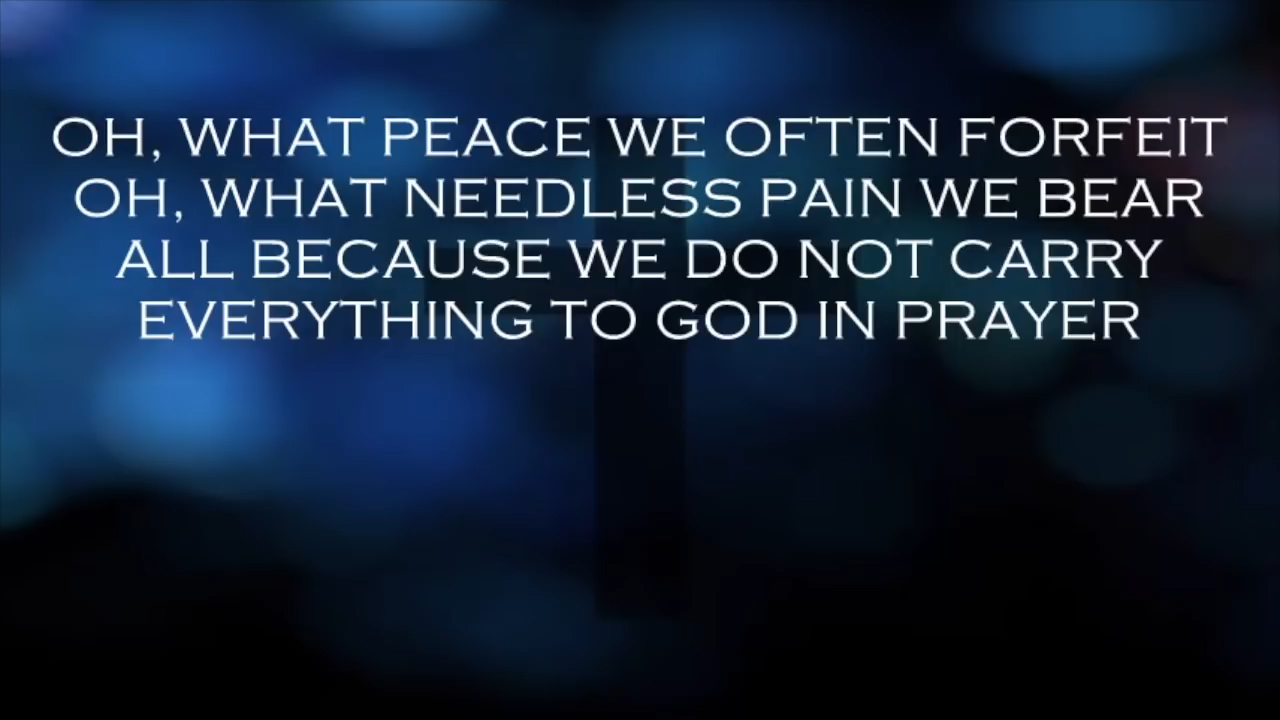 OH, WHAT PEACE WE OFTEN FORFEIT
OH, WHAT NEEDLESS PAIN WE BEAR
ALL BECAUSE WE DO NOT CARRY
EVERYTHING TO GOD IN PRAYER